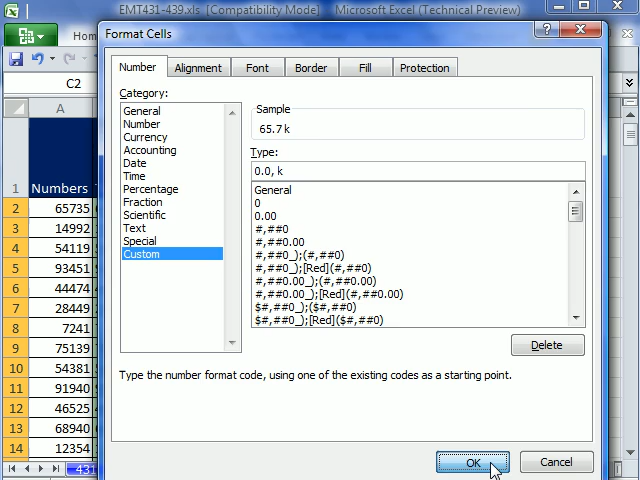 EMT431-439.xls [Compatibility Mode] Microsoft Excel (Technical Preview)
Hom
Format Cells
C2
Number Alignment Font Border Fill Protection
Category:
General
Number
Currency
Accounting
Date
Time
Percentage
Fraction
Scientific
Text
Special
Custom
Sample
65.7 k
Type:
0.0, k
General
0
0.00
#,##0
#,##0.00
#,##0_);(#,##0)
#,##0_);[Red](#,##0)
#,##0.00_);(#,##0.00)
#,##0.00_);[Red](#,##0.00)
$#,##0_);($#,##0)
$#,##0_);[Red]($#,##0)
Delete
Type the number format code, using one of the existing codes as a starting point.
OK Cancel
A
1 Numbers
2 65735
3 14992
4 54119
5 93451
6 44474
7 28449
8 7241
9 75139
10 54381
11 91940
12 46525
13 68940
14 12354
431